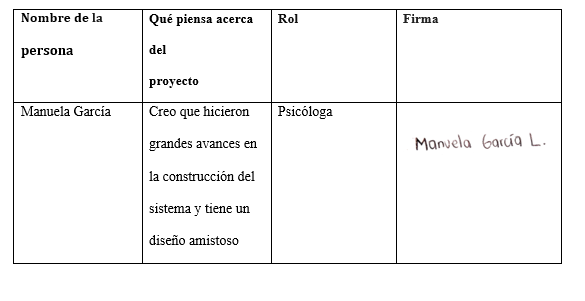 Nombre de la
persona
Qué piensa acerca
del
proyecto
Rol
Firma
Manuela García
Creo que hicieron
grandes avances en
la construcción del
sistema y tiene un
diseño amistoso
Psicóloga
Manuela García L.